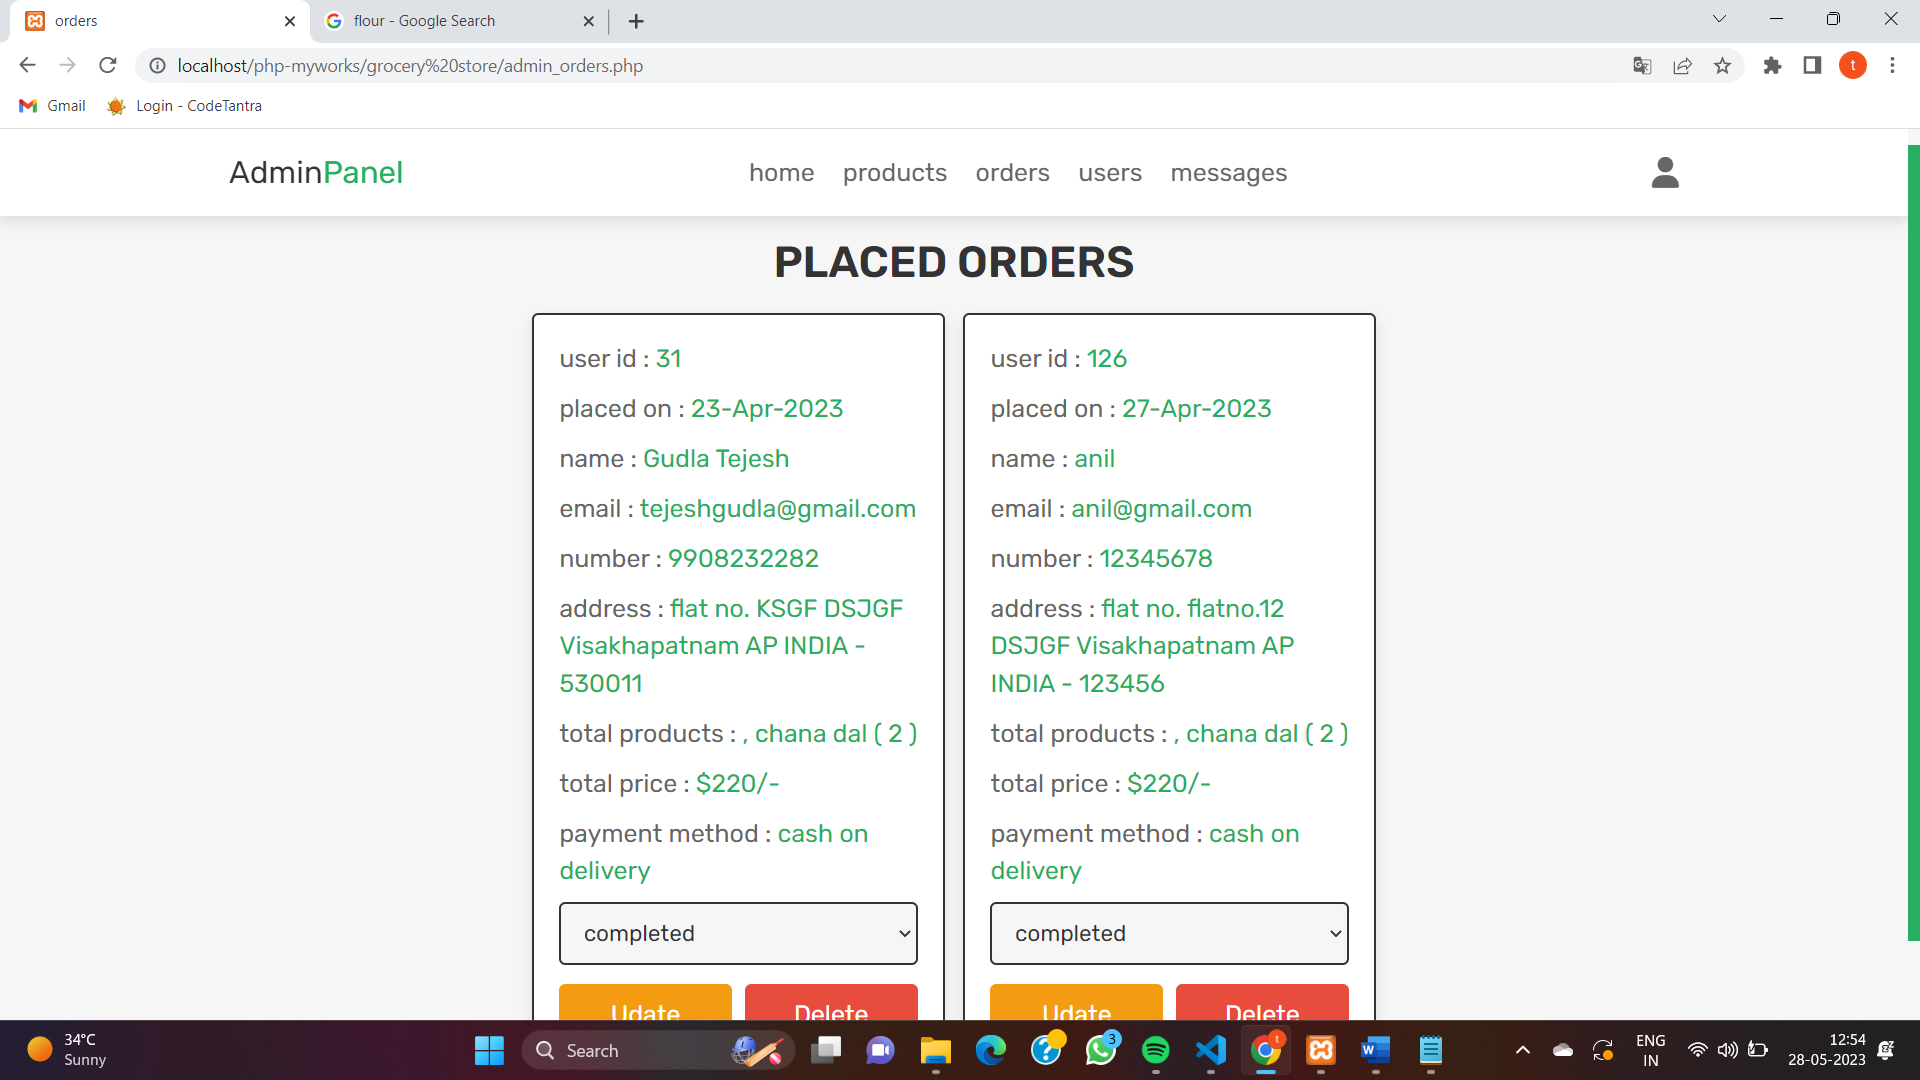 orders
flour - Google Search
localhost/php-myworks/grocery%20store/admin_orders.php
t
Gmail
Login - CodeTantra
AdminPanel
home products orders users messages
PLACED ORDERS
user id : 31
placed on : 23-Apr-2023
name : Gudla Tejesh
email : tejeshgudla@gmail.com
number : 9908232282
address : flat no. KSGF DSJGF
Visakhapatnam AP INDIA -
530011
total products : , chana dal ( 2 )
total price : $220/-
payment method : cash on
delivery
completed
Udate Delete
user id : 126
placed on : 27-Apr-2023
name : anil
email : anil@gmail.com
number : 12345678
address : flat no. flatno.12
DSJGF Visakhapatnam AP
INDIA - 123456
total products : , chana dal ( 2 )
total price : $220/-
payment method : cash on
delivery
completed
Udate Delete
34°C
Sunny
Search
3
t
ENG
IN
12:54
28-05-2023